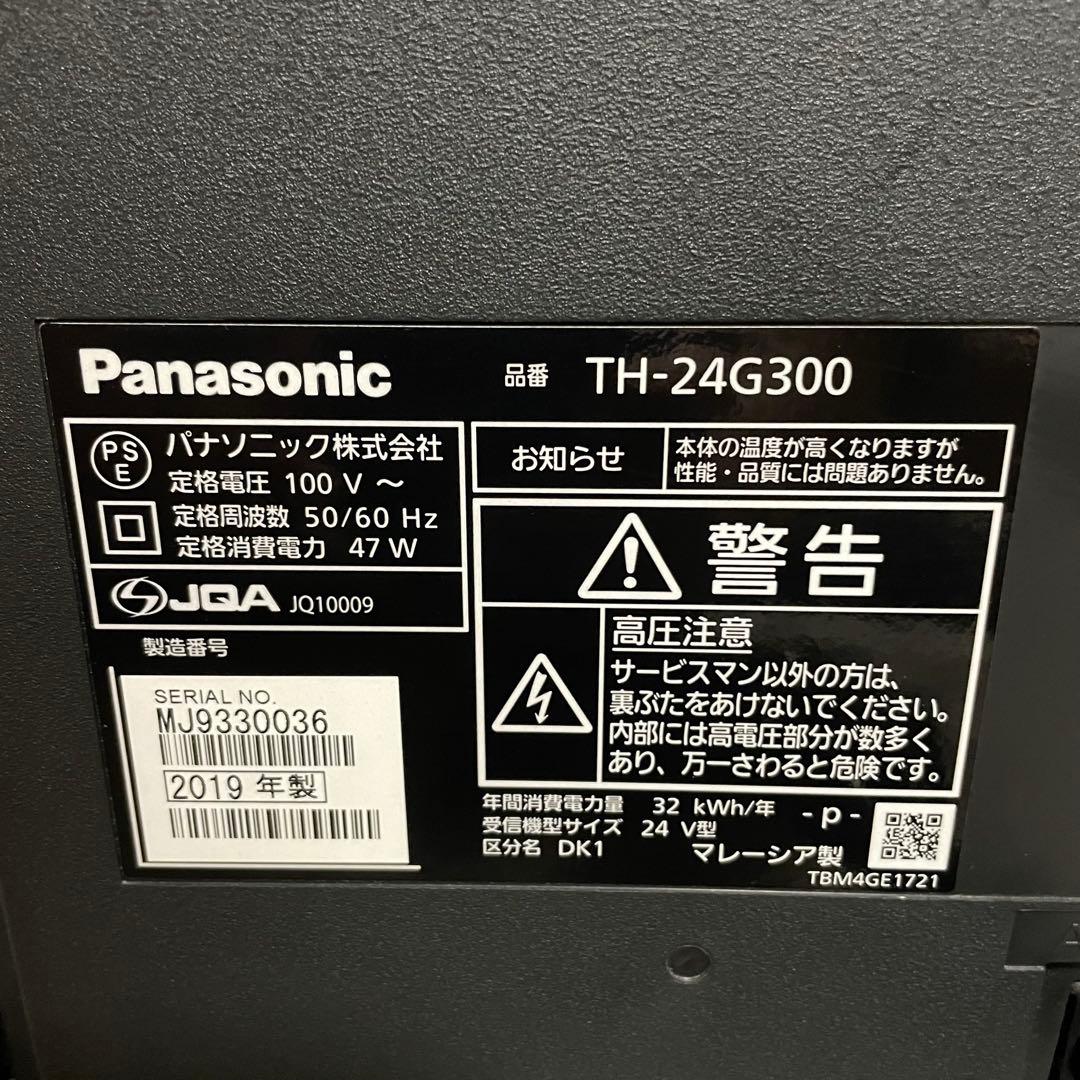 Panasonic
品番 TH-24G300
PS
E
パナソニック株式会社
定格電圧 100 V ～
定格周波数 50/60 Hz
定格消費電力 47 W
JQA JQ10009
製造番号
SERIAL NO.
MJ9330036
2019 年製
お知らせ
本体の温度が高くなりますが
性能・品質には問題ありません。
警告
高圧注意
サービスマン以外の方は、
裏ぶたをあけないでください。
内部には高電圧部分が数多く
あり、万一さわると危険です。
年間消費電力量 32 kWh/年
受信機型サイズ 24 V型
区分名 DK1
- p -
マレーシア製
TBM4GE1721